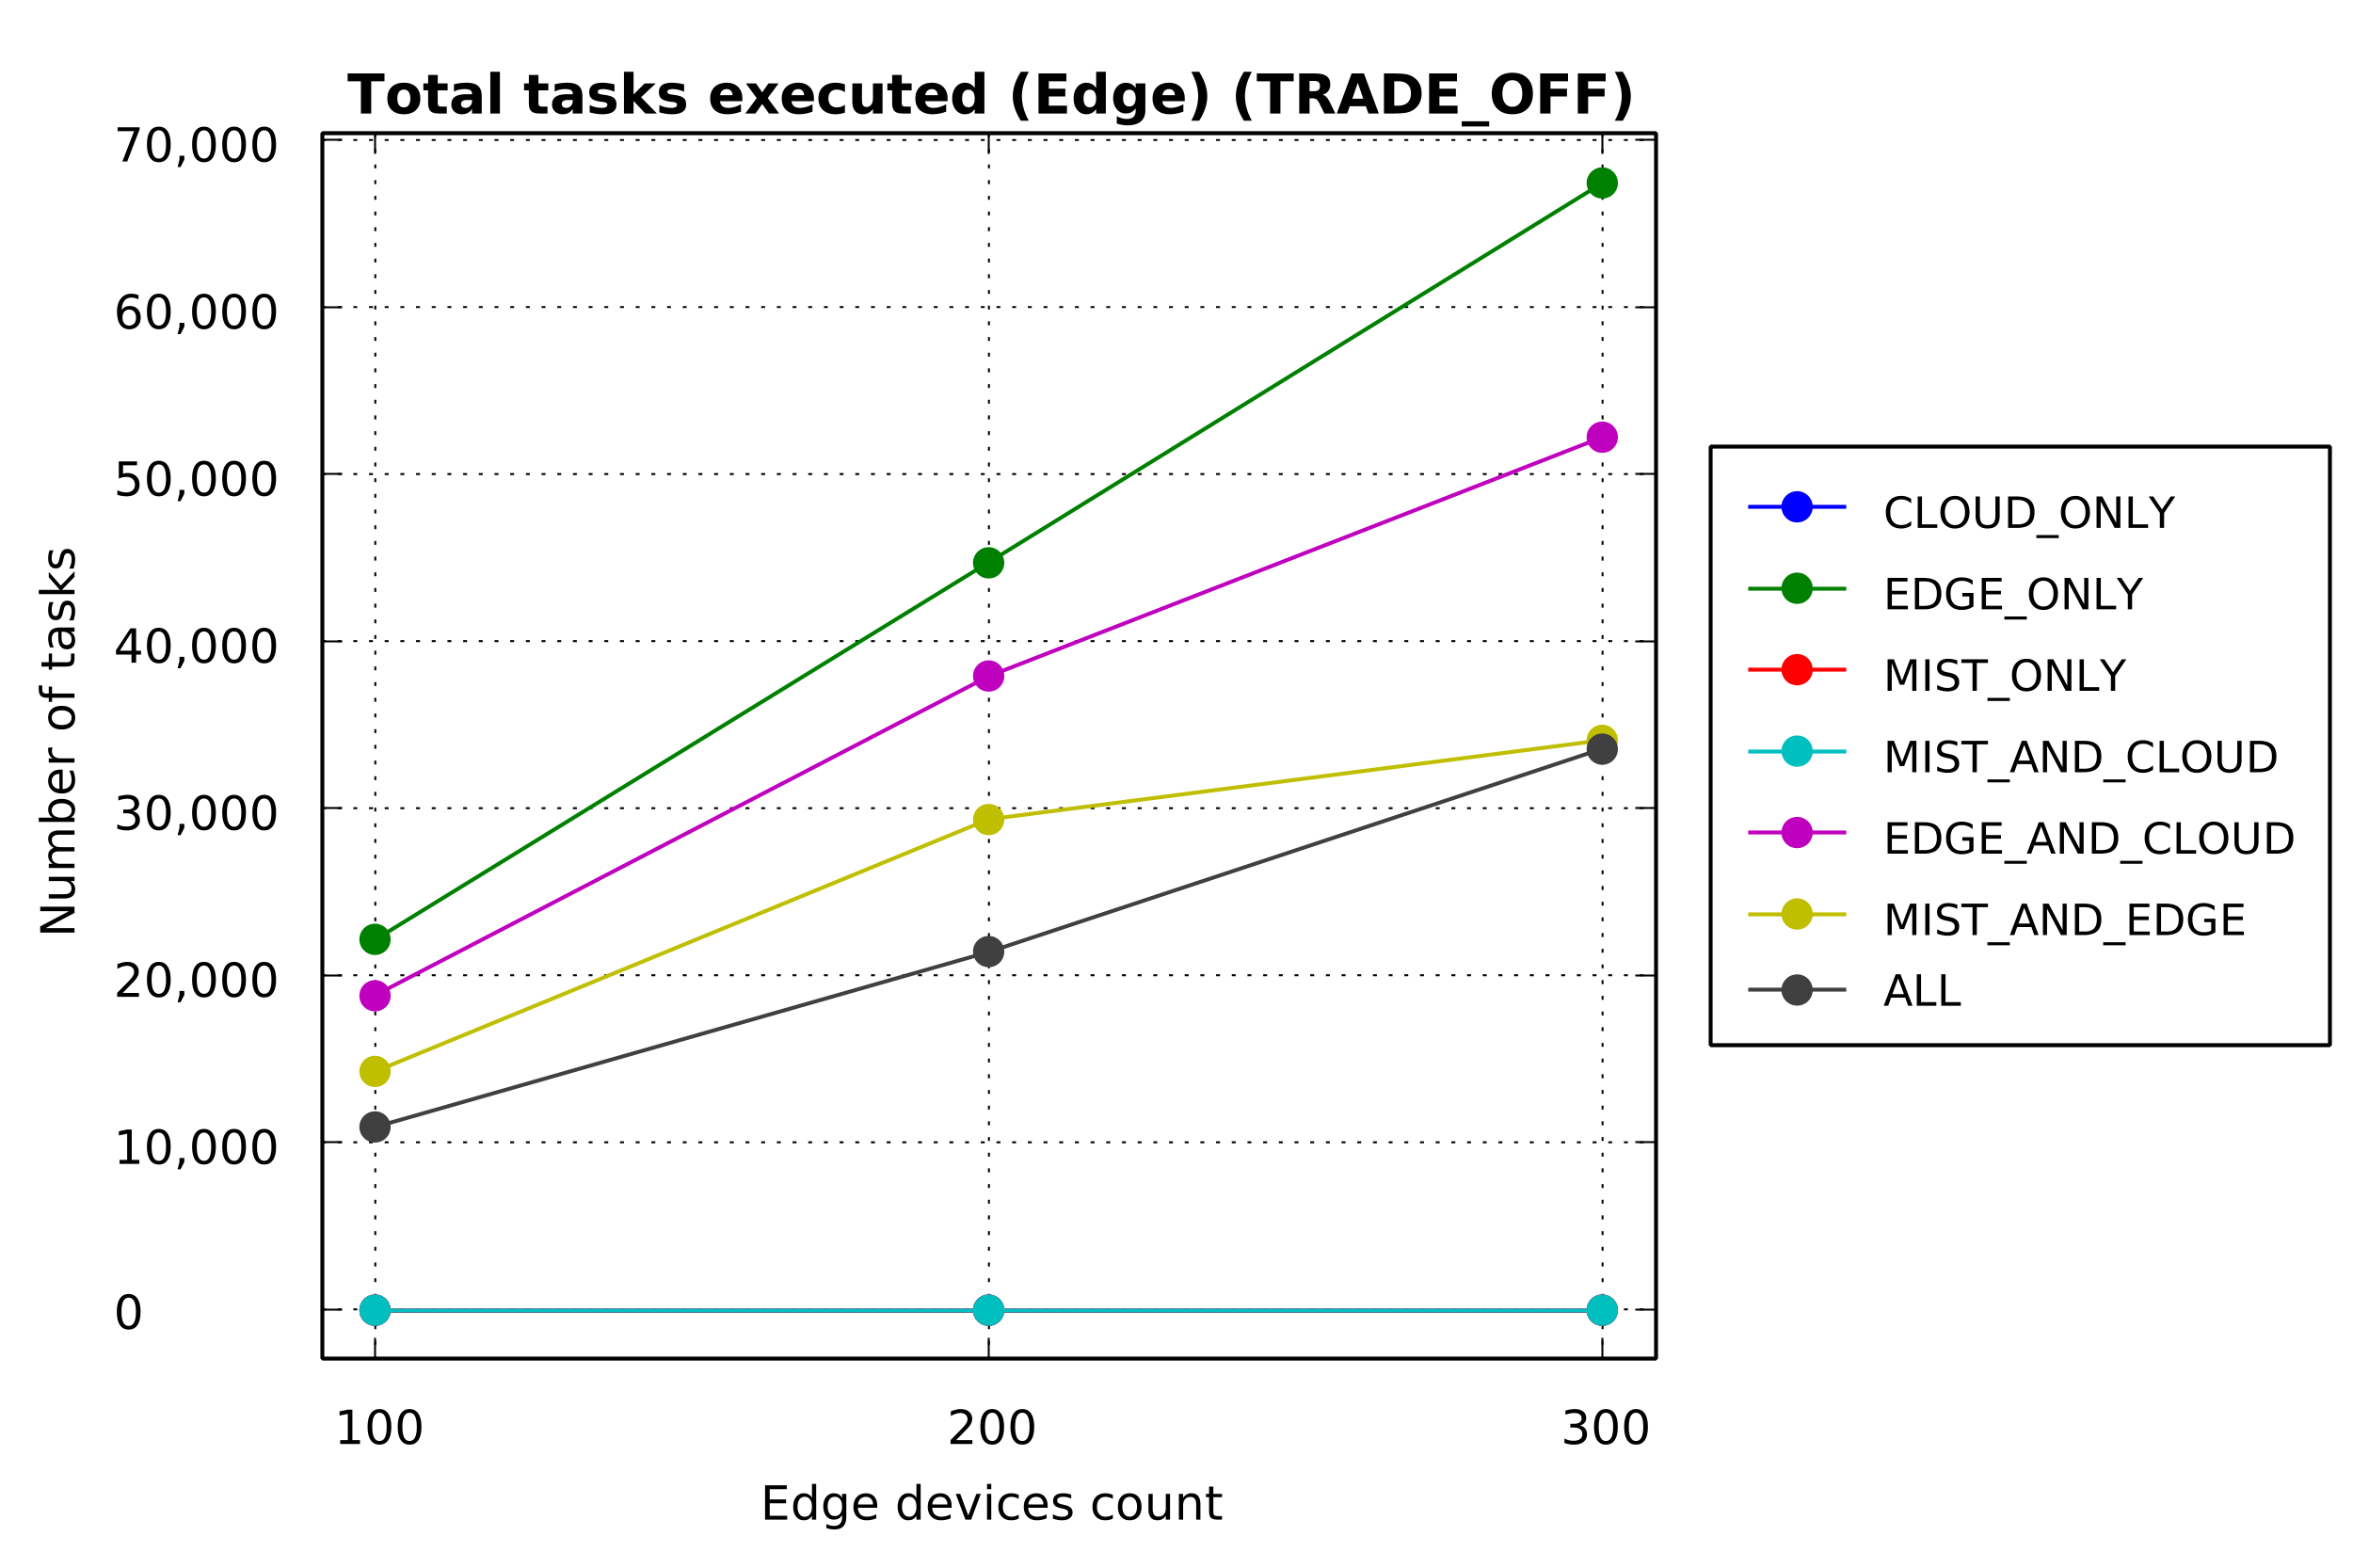 Total tasks executed (Edge) (TRADE_OFF)
70,000
60,000
50,000
40,000
30,000
20,000
10,000
0
Number of tasks
100 200 300
Edge devices count
CLOUD_ONLY
EDGE_ONLY
MIST_ONLY
MIST_AND_CLOUD
EDGE_AND_CLOUD
MIST_AND_EDGE
ALL